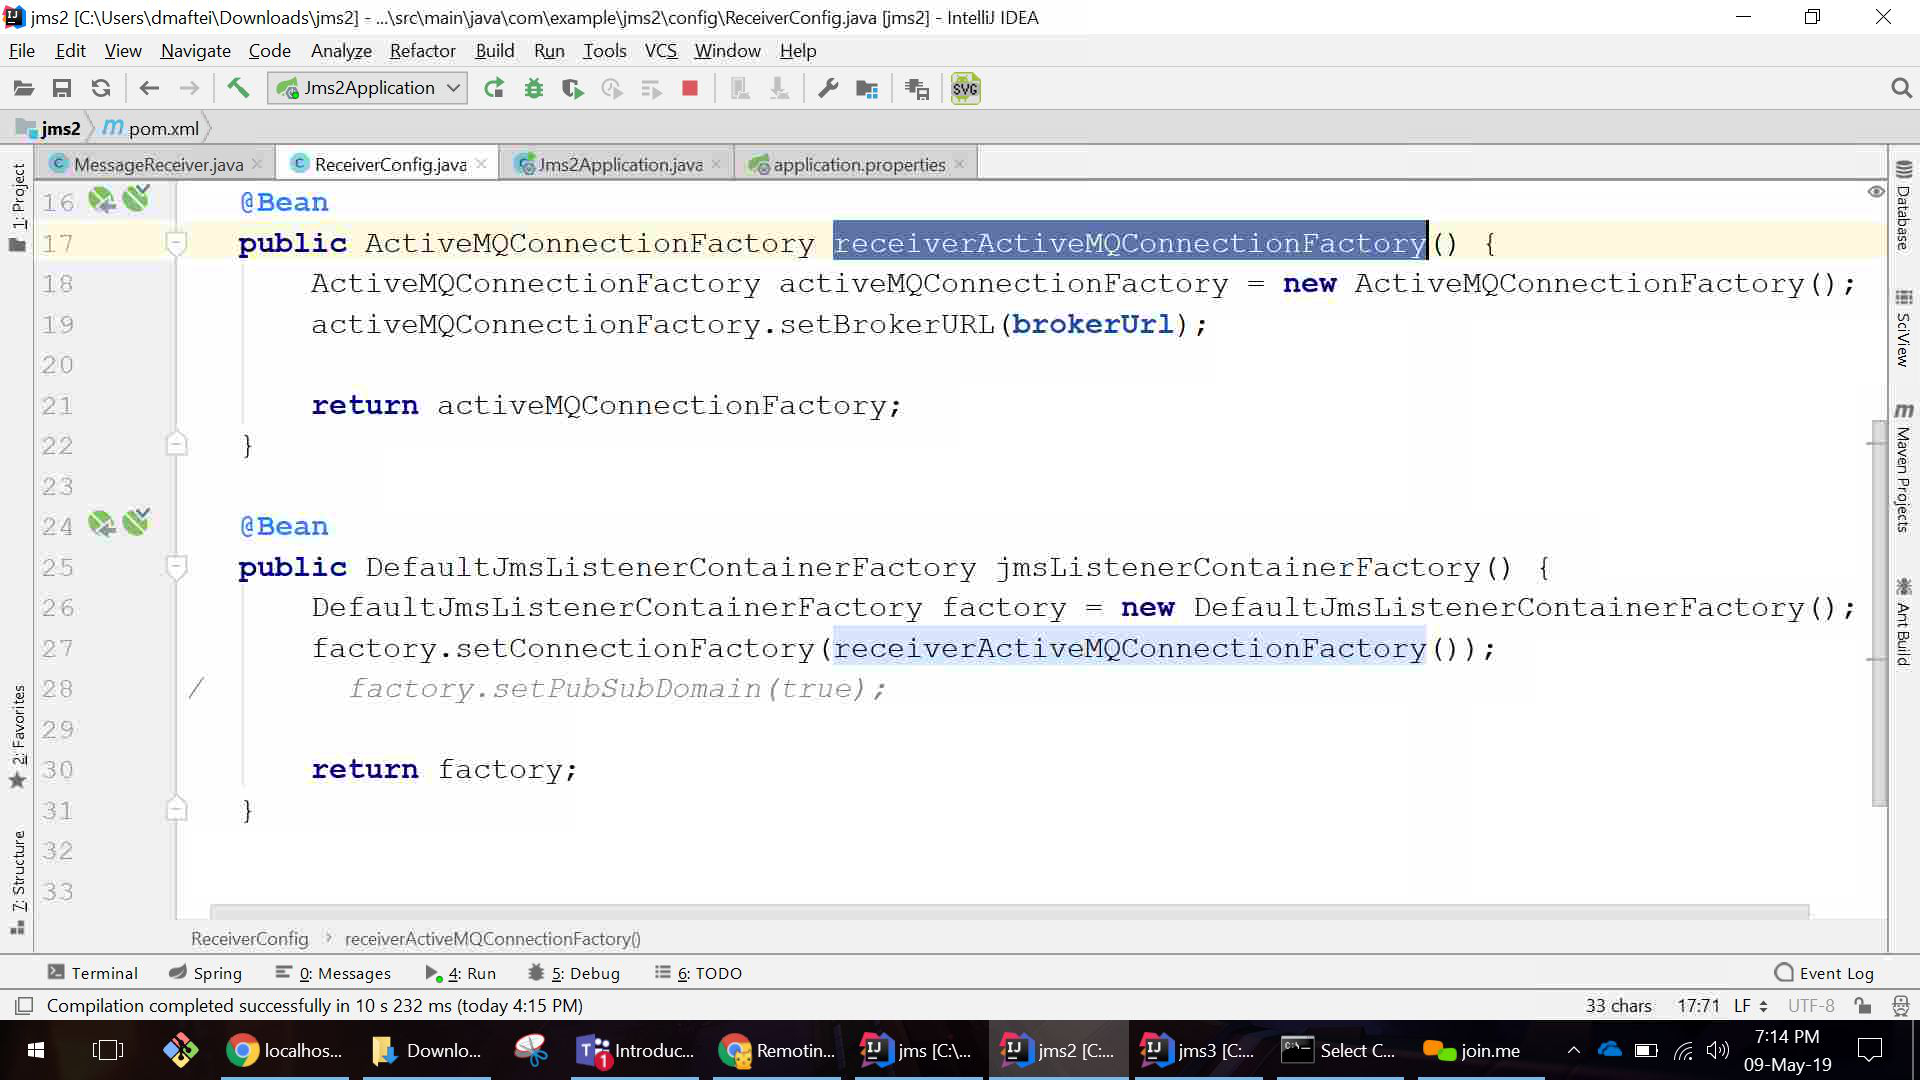 jms2 [C:\Users\dmaftei\Downloads\jms2] - ...\src\main\java\com\example\jms2\config\ReceiverConfig.java [jms2] - IntelliJ IDEA
File Edit View Navigate Code Analyze Refactor Build Run Tools VCS Window Help
Jms2Application
SVG
jms2 m pom.xml
MessageReceiver.java ReceiverConfig.java Jms2Application.java application.properties
1: Project
2: Favorites
7: Structure
16 @Bean
17 public ActiveMQConnectionFactory receiverActiveMQConnectionFactory() {
18 ActiveMQConnectionFactory activeMQConnectionFactory = new ActiveMQConnectionFactory();
19 activeMQConnectionFactory.setBrokerURL(brokerUrl);
20
21 return activeMQConnectionFactory;
22 }
23
24 @Bean
25 public DefaultJmsListenerContainerFactory jmsListenerContainerFactory() {
26 DefaultJmsListenerContainerFactory factory = new DefaultJmsListenerContainerFactory();
27 factory.setConnectionFactory(receiverActiveMQConnectionFactory());
28 / factory.setPubSubDomain(true);
29
30 return factory;
31 }
32
33
Database
SciView
m Maven Projects
Ant Build
ReceiverConfig › receiverActiveMQConnectionFactory()
Terminal Spring 0: Messages 4: Run 5: Debug 6: TODO Event Log
Compilation completed successfully in 10 s 232 ms (today 4:15 PM) 33 chars 17:71 LF UTF-8
localhos... Downlo... 1 Introduc... Remotin... jms [C:\... jms2 [C:... jms3 [C:... Select C... join.me
7:14 PM
09-May-19